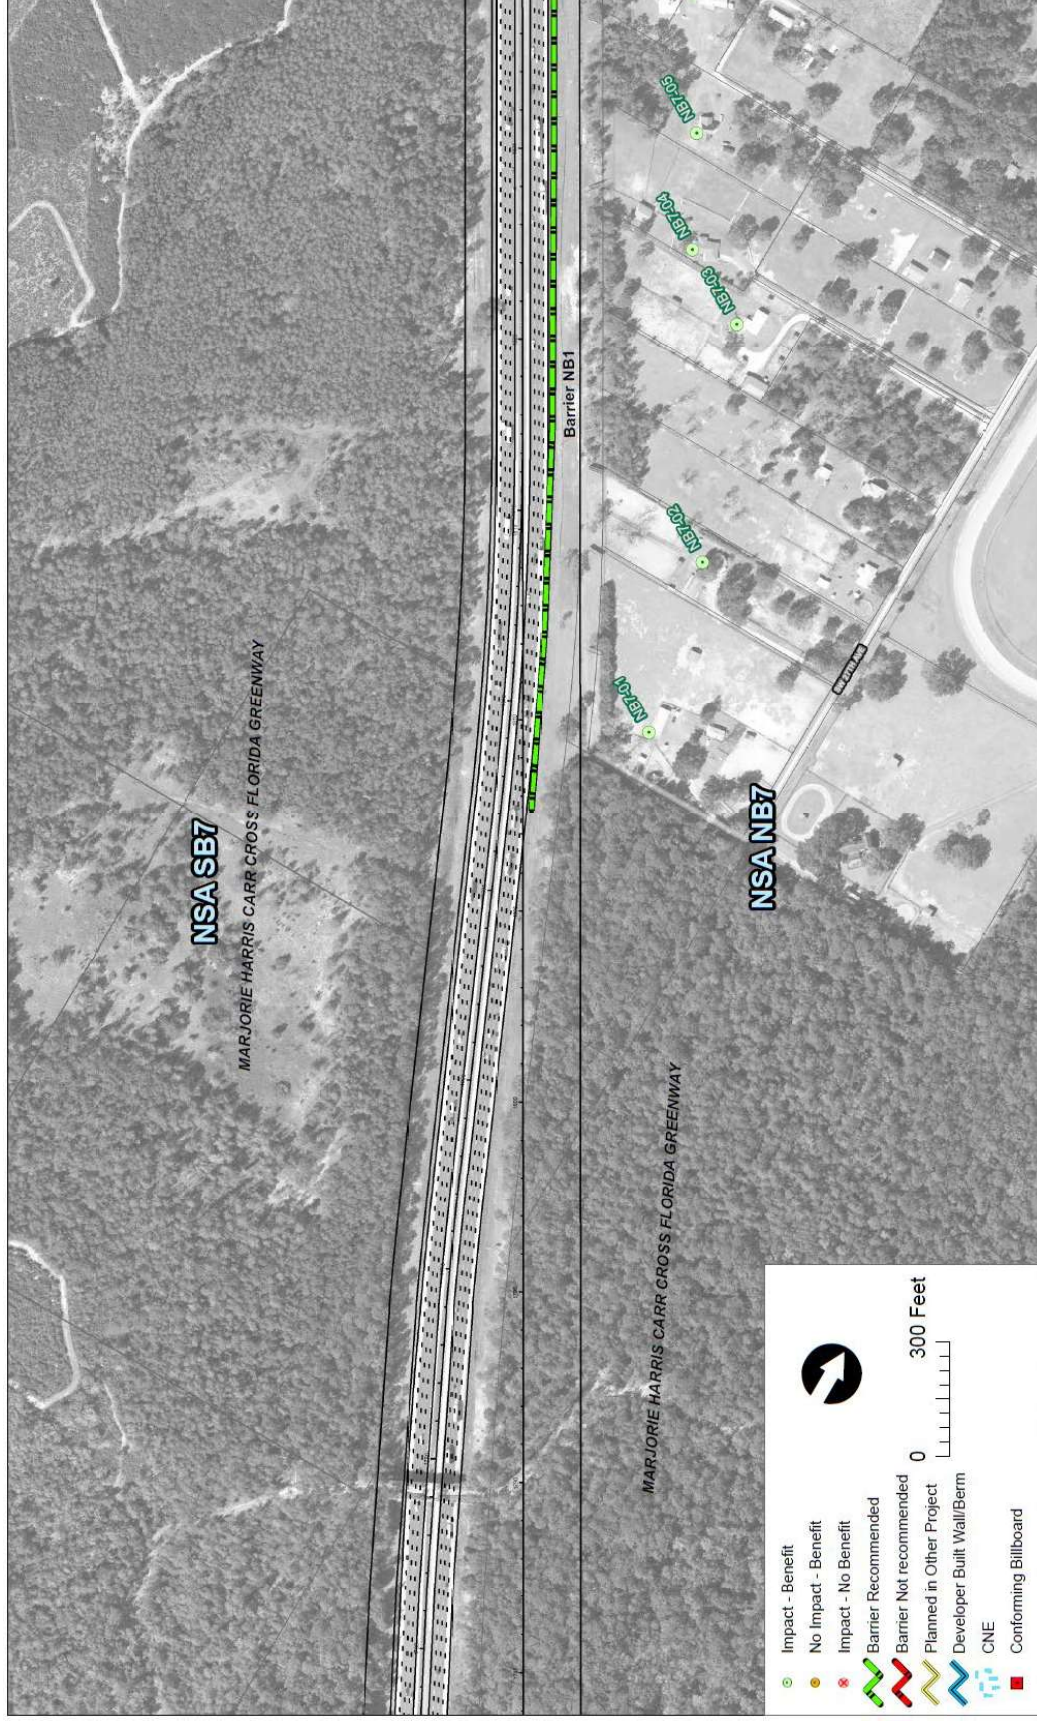 NB7-05
NB7-04
NB7-03
NB7-02
NB7-01
Barrier NB1
MARJORIE HARRIS CARR CROSS FLORIDA GREENWAY
NSA SB7
NSA NB7
MARJORIE HARRIS CARR CROSS FLORIDA GREENWAY
Impact - Benefit
No Impact - Benefit
Impact - No Benefit
Barrier Recommended
Barrier Not recommended
Planned in Other Project
Developer Built Wall/Berm
CNE
Conforming Billboard
0 300 Feet